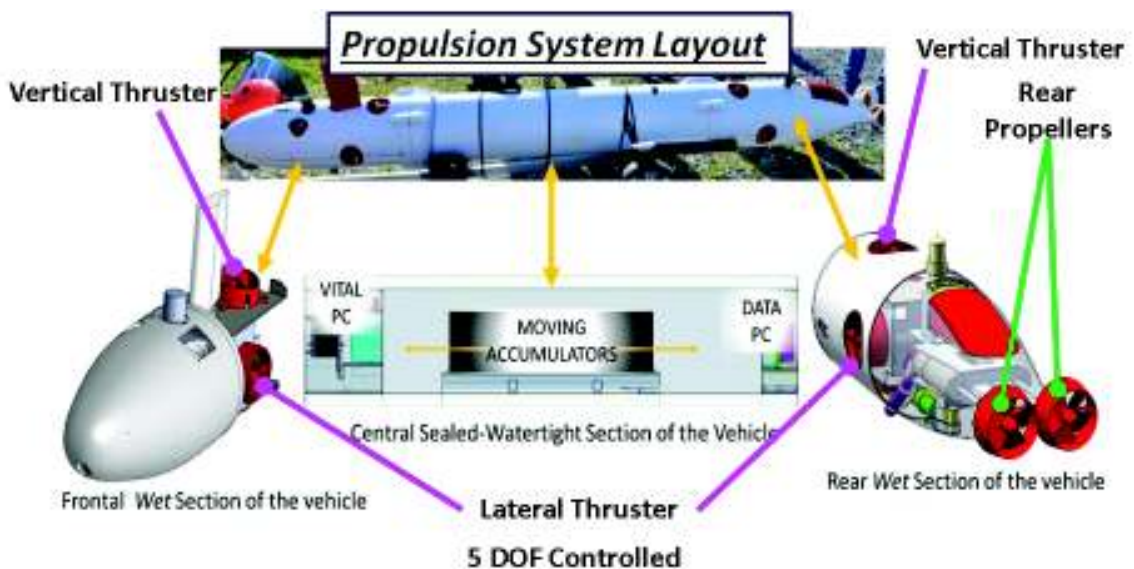 Propulsion System Layout
Vertical Thruster
Vertical Thruster
Rear
Propellers
VITAL
PC
MOVING
ACCUMULATORS
DATA
PC
Central Sealed-Watertight Section of the Vehicle
Frontal Wet Section of the vehicle
Rear Wet Section of the vehicle
Lateral Thruster
5 DOF Controlled